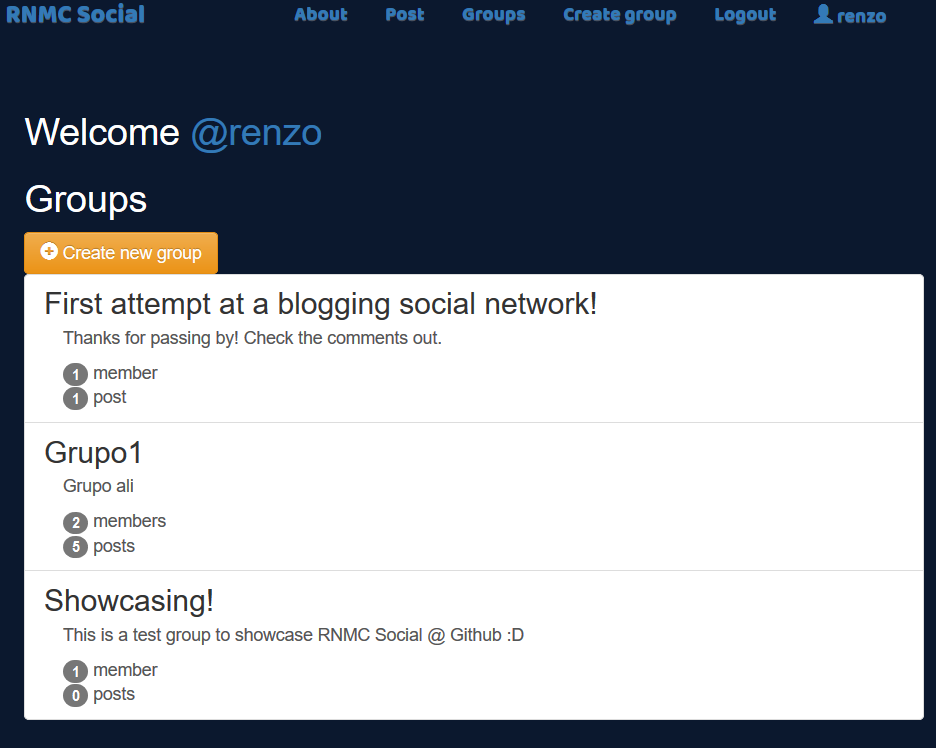 RNMC Social About Post Groups Create group Logout renzo
Welcome @renzo
Groups
Create new group
First attempt at a blogging social network!
Thanks for passing by! Check the comments out.
1 member
1 post
Grupo1
Grupo ali
2 members
5 posts
Showcasing!
This is a test group to showcase RNMC Social @ Github :D
1 member
0 posts